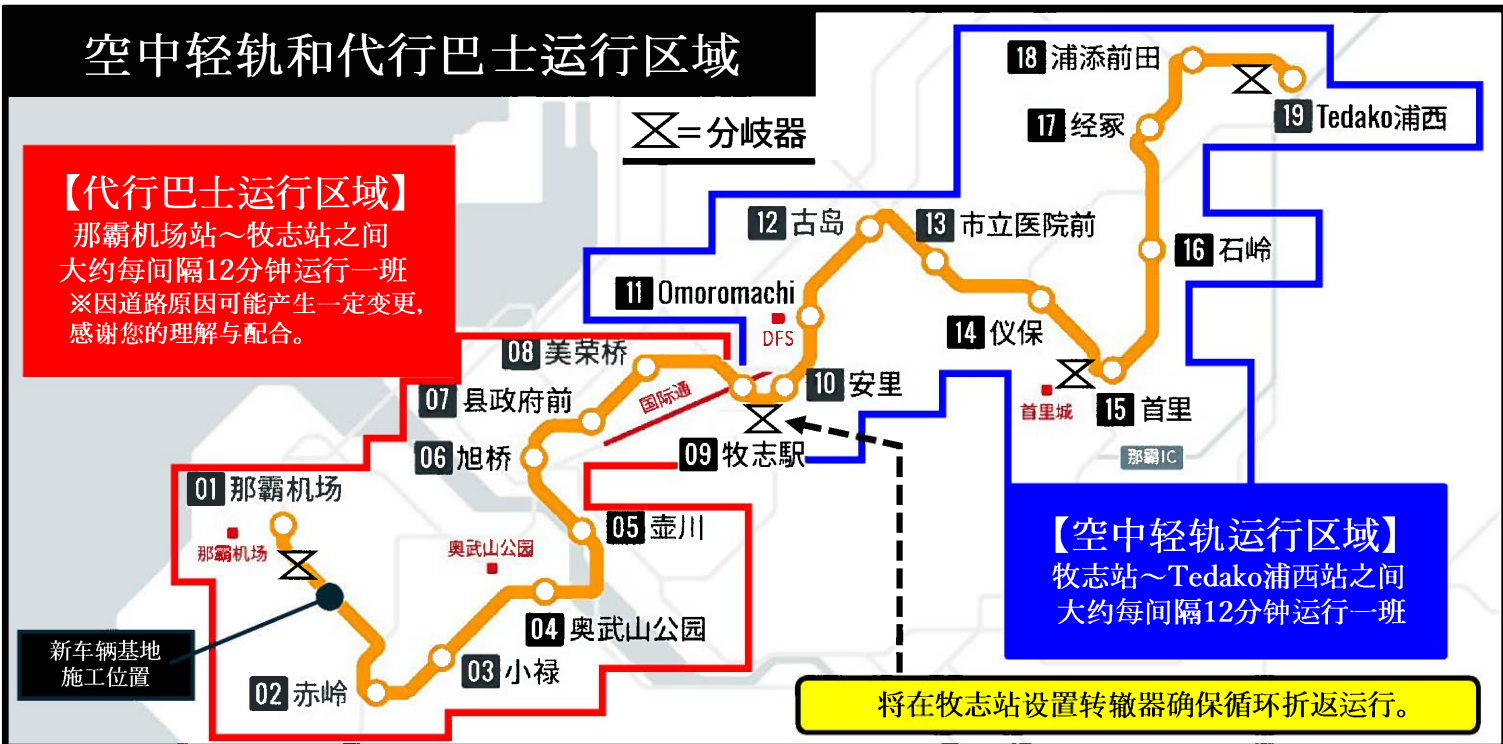 空中轻轨和代行巴士运行区域
=分岐器
【代行巴士运行区域】
那霸机场站～牧志站之间
大约每间隔12分钟运行一班
※因道路原因可能产生一定变更,
感谢您的理解与配合。
18 浦添前田
19 Tedako浦西
17 经冢
16 石岭
12 古岛
13 市立医院前
11 Omoromachi
DFS
14 仪保
15 首里
首里城
那霸IC
10 安里
09 牧志駅
国际通
08 美荣桥
07 县政府前
06 旭桥
05 壶川
01 那霸机场
那霸机场
奥武山公园
04 奥武山公园
03 小禄
02 赤岭
新车辆基地
施工位置
【空中轻轨运行区域】
牧志站～Tedako浦西站之间
大约每间隔12分钟运行一班
将在牧志站设置转辙器确保循环折返运行。